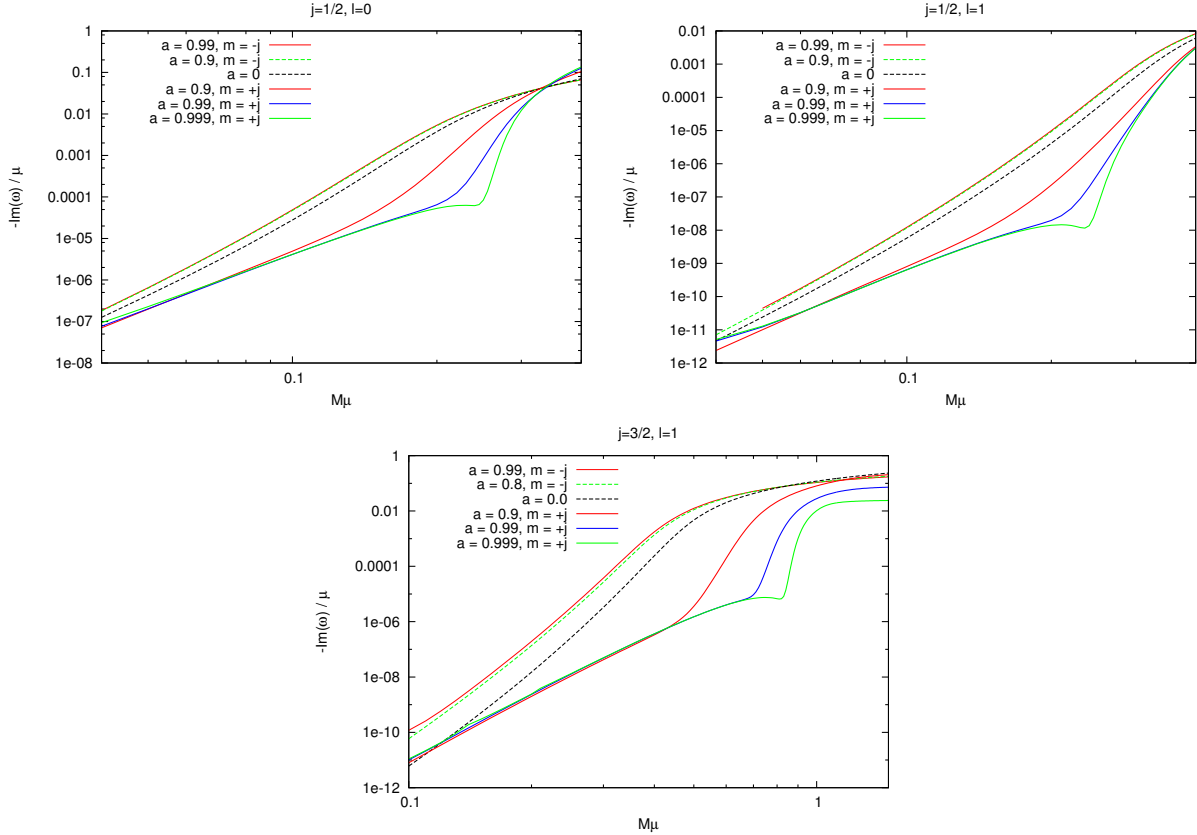 j=1/2, l=0
a = 0.99, m = -j
a = 0.9, m = -j
a = 0
a = 0.9, m = +j
a = 0.99, m = +j
a = 0.999, m = +j
1
0.1
0.01
0.001
0.0001
1e-05
1e-06
1e-07
1e-08
-Im(ω) / μ
0.1
Mμ
j=1/2, l=1
a = 0.99, m = -j
a = 0.9, m = -j
a = 0
a = 0.9, m = +j
a = 0.99, m = +j
a = 0.999, m = +j
0.01
0.001
0.0001
1e-05
1e-06
1e-07
1e-08
1e-09
1e-10
1e-11
1e-12
-Im(ω) / μ
0.1
Mμ
j=3/2, l=1
a = 0.99, m = -j
a = 0.8, m = -j
a = 0.0
a = 0.9, m = +j
a = 0.99, m = +j
a = 0.999, m = +j
1
0.01
0.0001
1e-06
1e-08
1e-10
1e-12
-Im(ω) / μ
0.1
1
Mμ